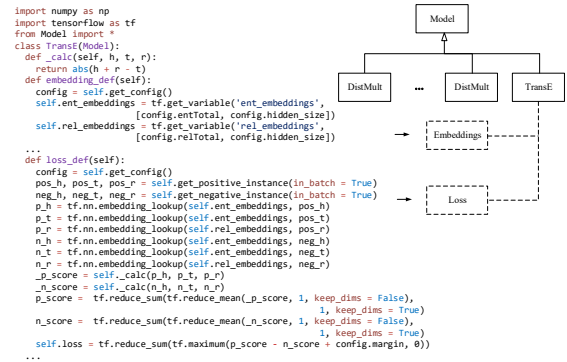 import numpy as np
import tensorflow as tf
from Model import *
class TransE(Model):
  def _calc(self, h, t, r):
    return abs(h + r - t)
  def embedding_def(self):
    config = self.get_config()
    self.ent_embeddings = tf.get_variable('ent_embeddings',
                          [config.entTotal, config.hidden_size])
    self.rel_embeddings = tf.get_variable('rel_embeddings',
                          [config.relTotal, config.hidden_size])
  ...
  def loss_def(self):
    config = self.get_config()
    pos_h, pos_t, pos_r = self.get_positive_instance(in_batch = True)
    neg_h, neg_t, neg_r = self.get_negative_instance(in_batch = True)
    p_h = tf.nn.embedding_lookup(self.ent_embeddings, pos_h)
    p_t = tf.nn.embedding_lookup(self.ent_embeddings, pos_t)
    p_r = tf.nn.embedding_lookup(self.rel_embeddings, pos_r)
    n_h = tf.nn.embedding_lookup(self.ent_embeddings, neg_h)
    n_t = tf.nn.embedding_lookup(self.ent_embeddings, neg_t)
    n_r = tf.nn.embedding_lookup(self.rel_embeddings, neg_r)
    _p_score = self._calc(p_h, p_t, p_r)
    _n_score = self._calc(n_h, n_t, n_r)
    p_score =  tf.reduce_sum(tf.reduce_mean(_p_score, 1, keep_dims = False),
                                            1, keep_dims = True)
    n_score =  tf.reduce_sum(tf.reduce_mean(_n_score, 1, keep_dims = False),
                                            1, keep_dims = True)
    self.loss = tf.reduce_sum(tf.maximum(p_score - n_score + config.margin, 0))
  ...
Model
DistMult
...
DistMult
TransE
Embeddings
Loss